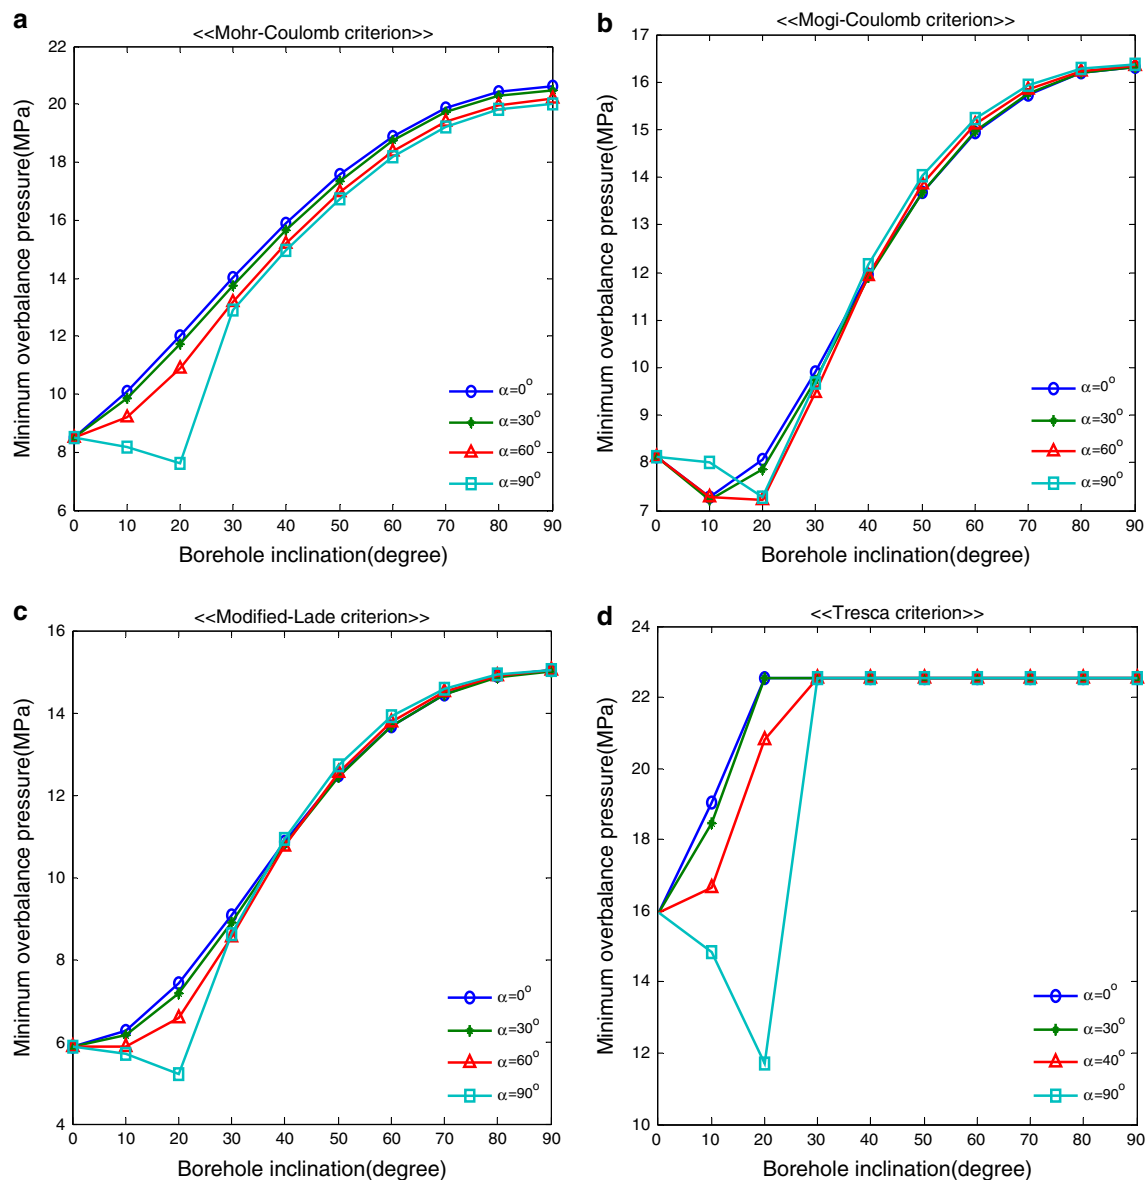 a
<<Mohr-Coulomb criterion>>
Minimum overbalance pressure(MPa)
22
20
18
16
14
12
10
8
6
0 10 20 30 40 50 60 70 80 90
Borehole inclination(degree)
α=0°
α=30°
α=60°
α=90°
b
<<Mogi-Coulomb criterion>>
Minimum overbalance pressure(MPa)
17
16
15
14
13
12
11
10
9
8
7
0 10 20 30 40 50 60 70 80 90
Borehole inclination(degree)
α=0°
α=30°
α=60°
α=90°
c
<<Modified-Lade criterion>>
Minimum overbalance pressure(MPa)
16
14
12
10
8
6
4
0 10 20 30 40 50 60 70 80 90
Borehole inclination(degree)
α=0°
α=30°
α=60°
α=90°
d
<<Tresca criterion>>
Minimum overbalance pressure(MPa)
24
22
20
18
16
14
12
10
0 10 20 30 40 50 60 70 80 90
Borehole inclination(degree)
α=0°
α=30°
α=40°
α=90°